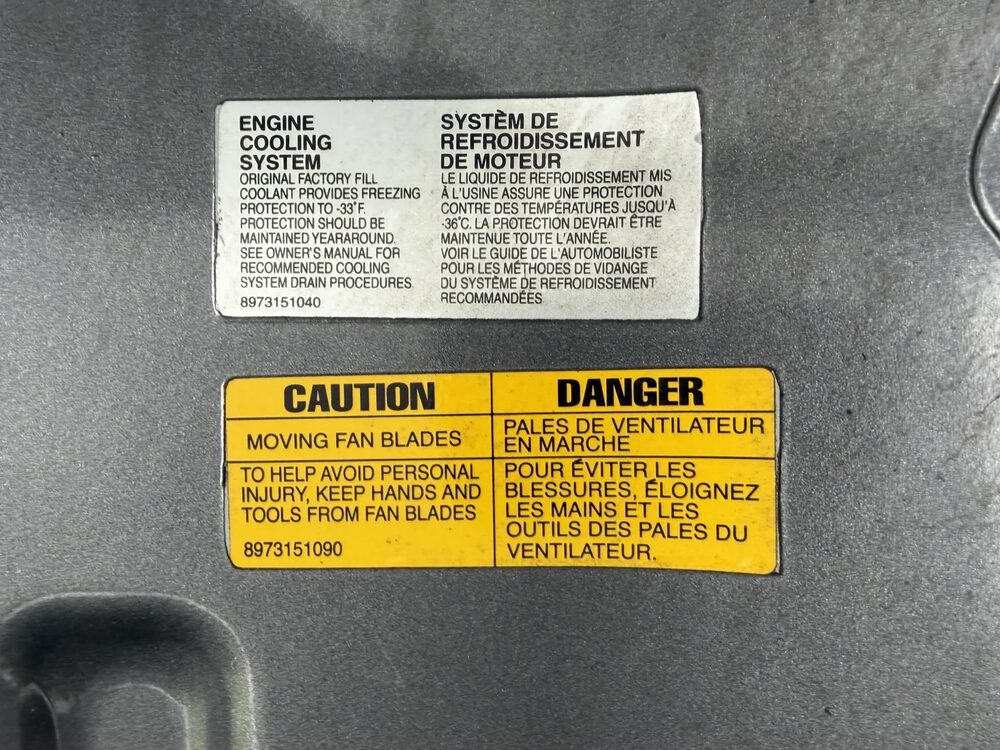 ENGINE
COOLING
SYSTEM
ORIGINAL FACTORY FILL
COOLANT PROVIDES FREEZING
PROTECTION TO -33°F.
PROTECTION SHOULD BE
MAINTAINED YEARAROUND.
SEE OWNER'S MANUAL FOR
RECOMMENDED COOLING
SYSTEM DRAIN PROCEDURES
8973151040
SYSTÈM DE
REFROIDISSEMENT
DE MOTEUR
LE LIQUIDE DE REFROIDISSEMENT MIS
À L'USINE ASSURE UNE PROTECTION
CONTRE DES TEMPÉRATURES JUSQU'À
-36°C. LA PROTECTION DEVRAIT ÊTRE
MAINTENUE TOUTE L'ANNÉE.
VOIR LE GUIDE DE L'AUTOMOBILISTE
POUR LES MÉTHODES DE VIDANGE
DU SYSTÈME DE REFROIDISSEMENT
RECOMMANDÉES
CAUTION
MOVING FAN BLADES
TO HELP AVOID PERSONAL
INJURY, KEEP HANDS AND
TOOLS FROM FAN BLADES
8973151090
DANGER
PALES DE VENTILATEUR
EN MARCHE
POUR ÉVITER LES
BLESSURES, ÉLOIGNEZ
LES MAINS ET LES
OUTILS DES PALES DU
VENTILATEUR.